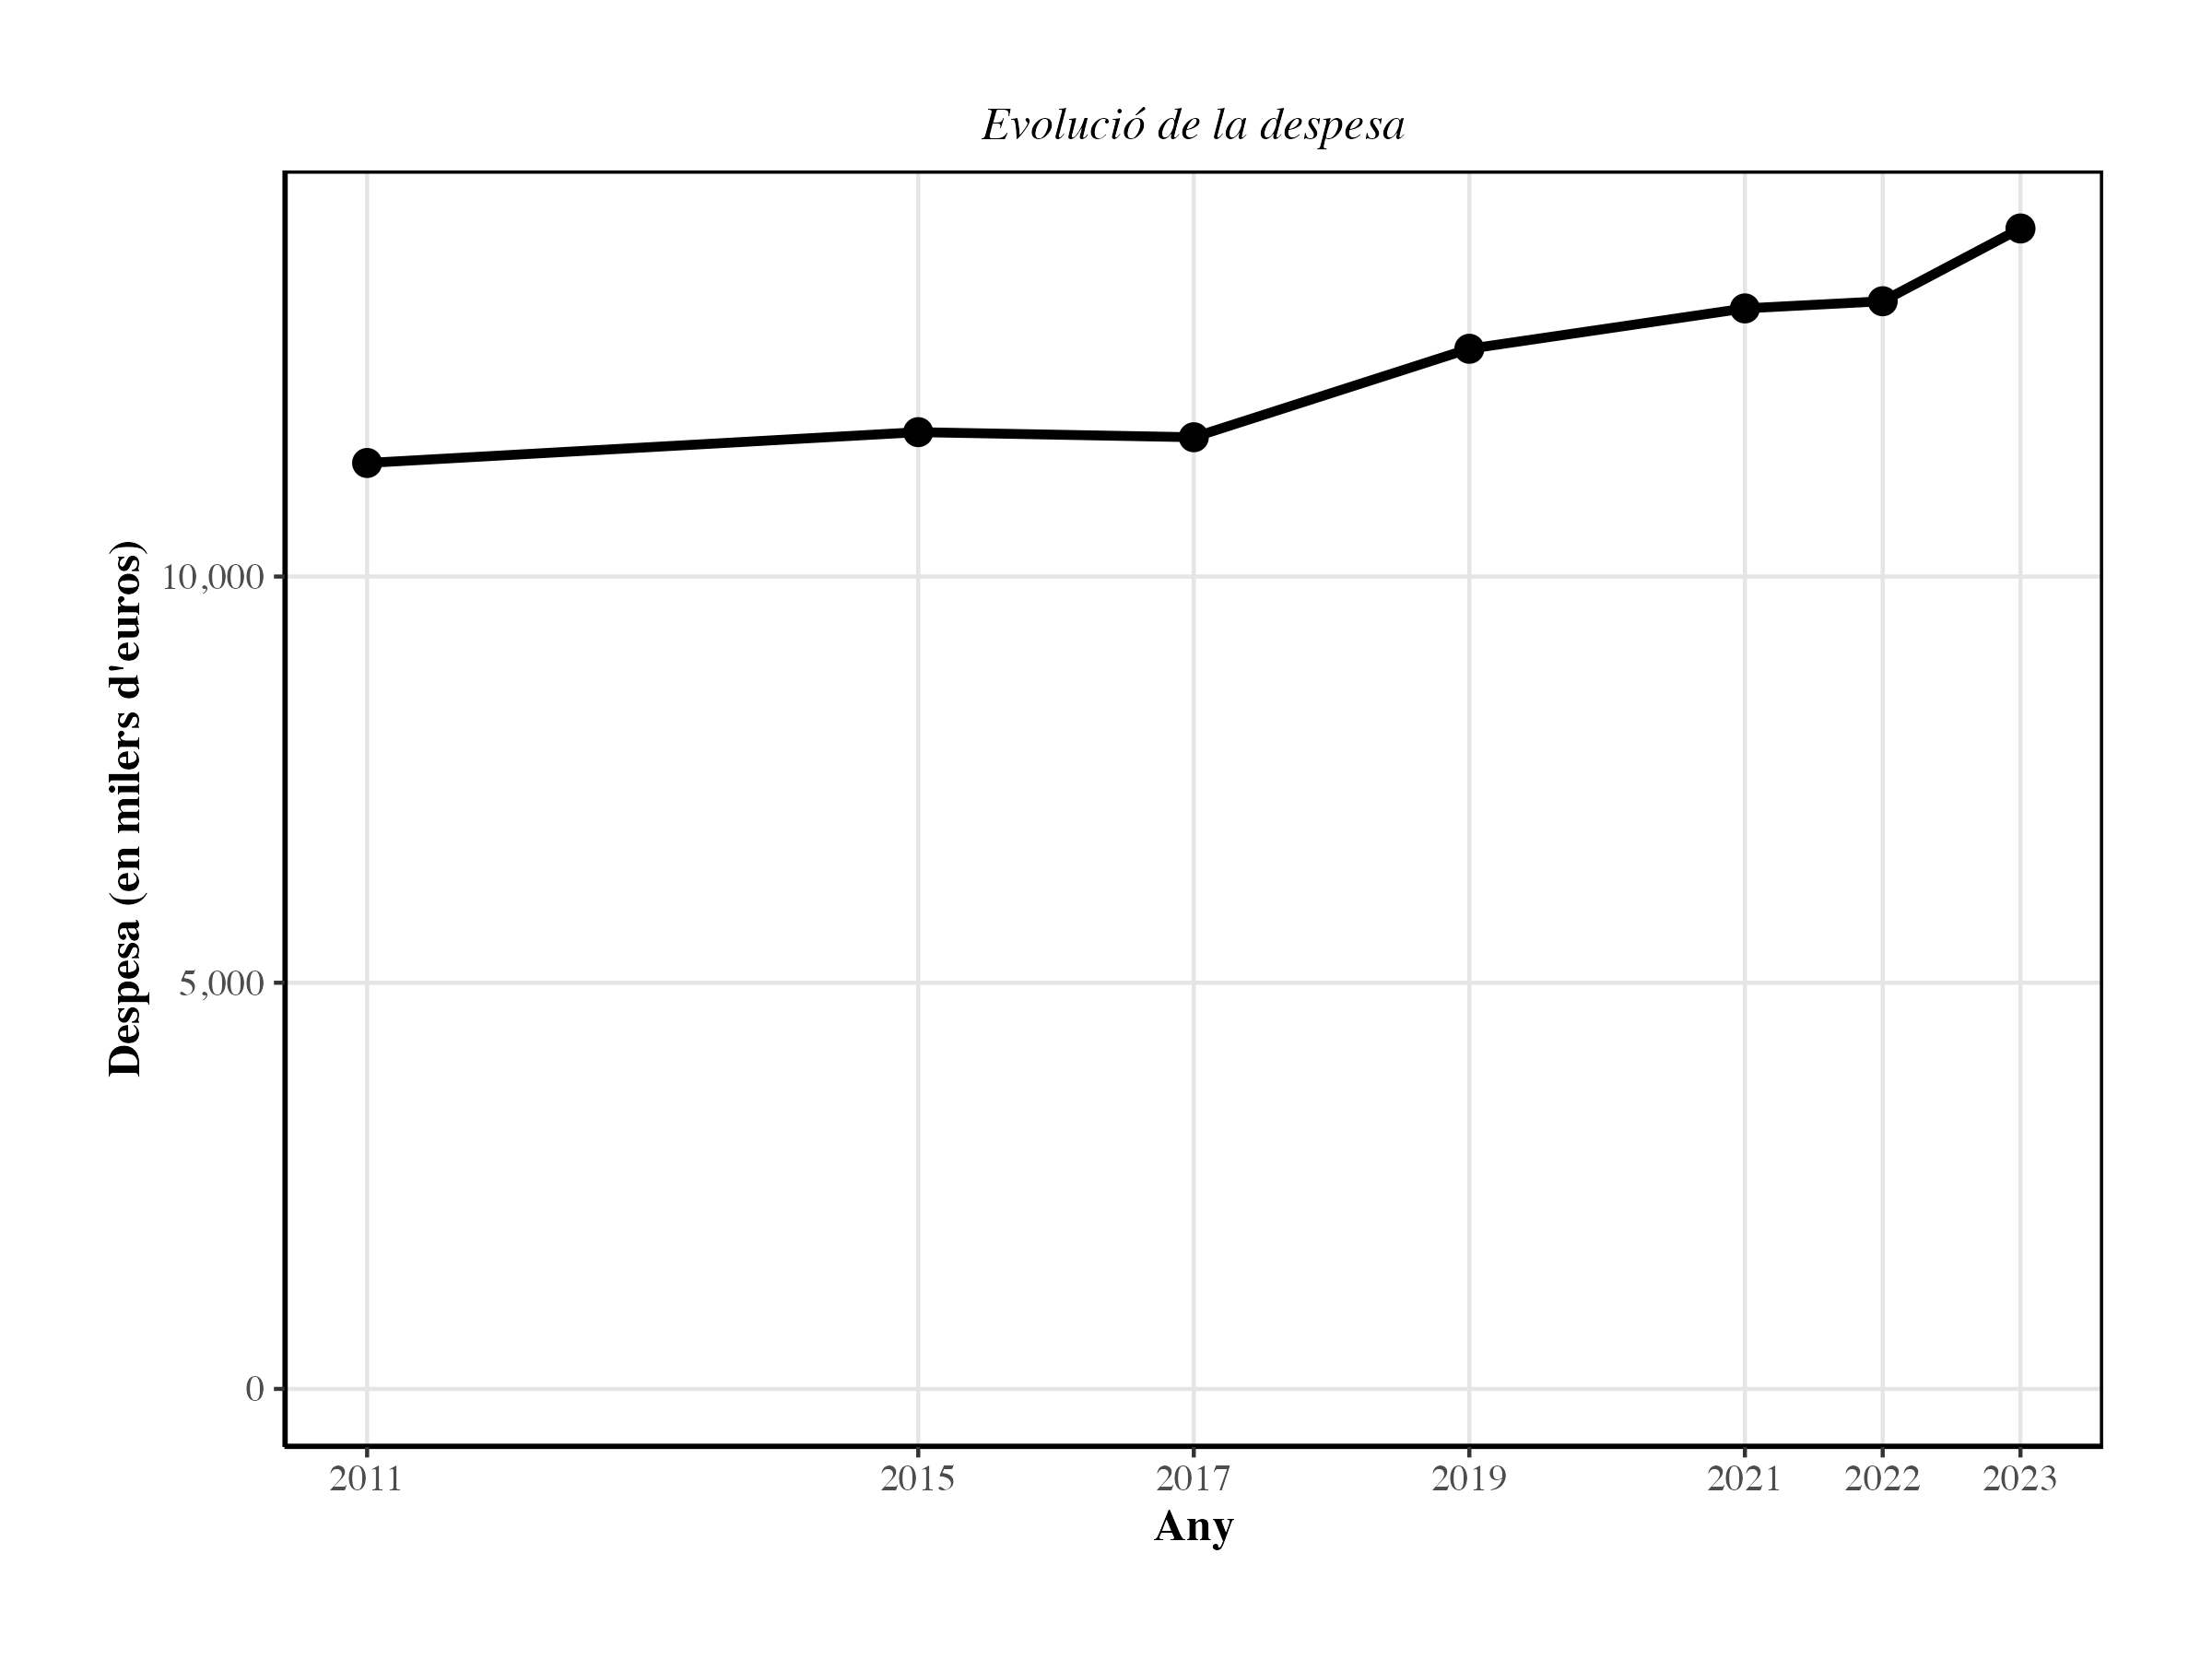 Evolució de la despesa
Despesa (en milers d'euros)
10,000
5,000
0
2011 2015 2017 2019 2021 2022 2023
Any